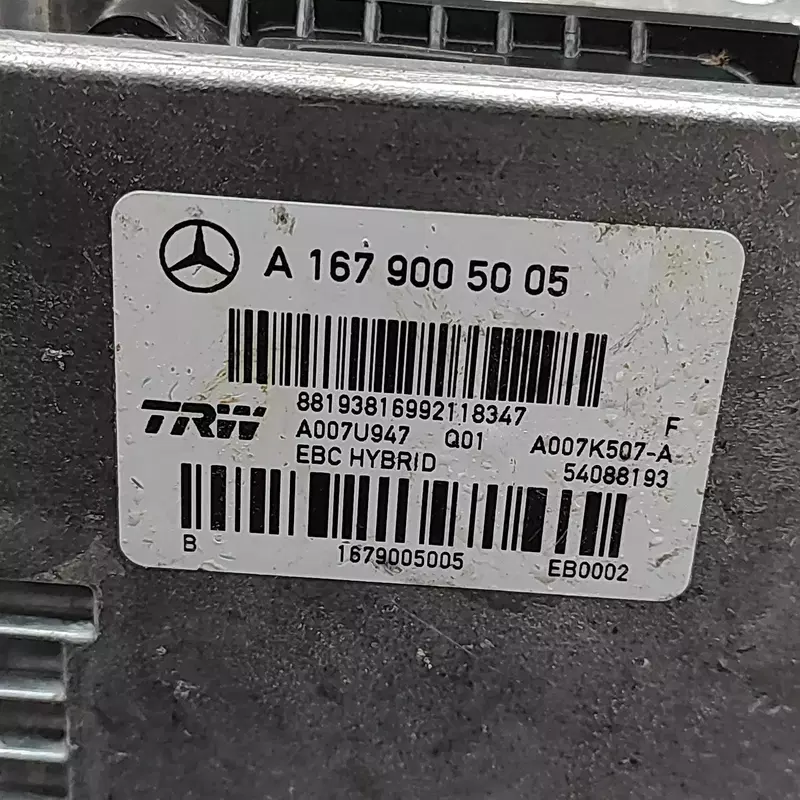 A 167 900 50 05
88193816992118347
F
TRW
A007U947 Q01 A007K507-A
EBC HYBRID 54088193
B 1679005005 EB0002